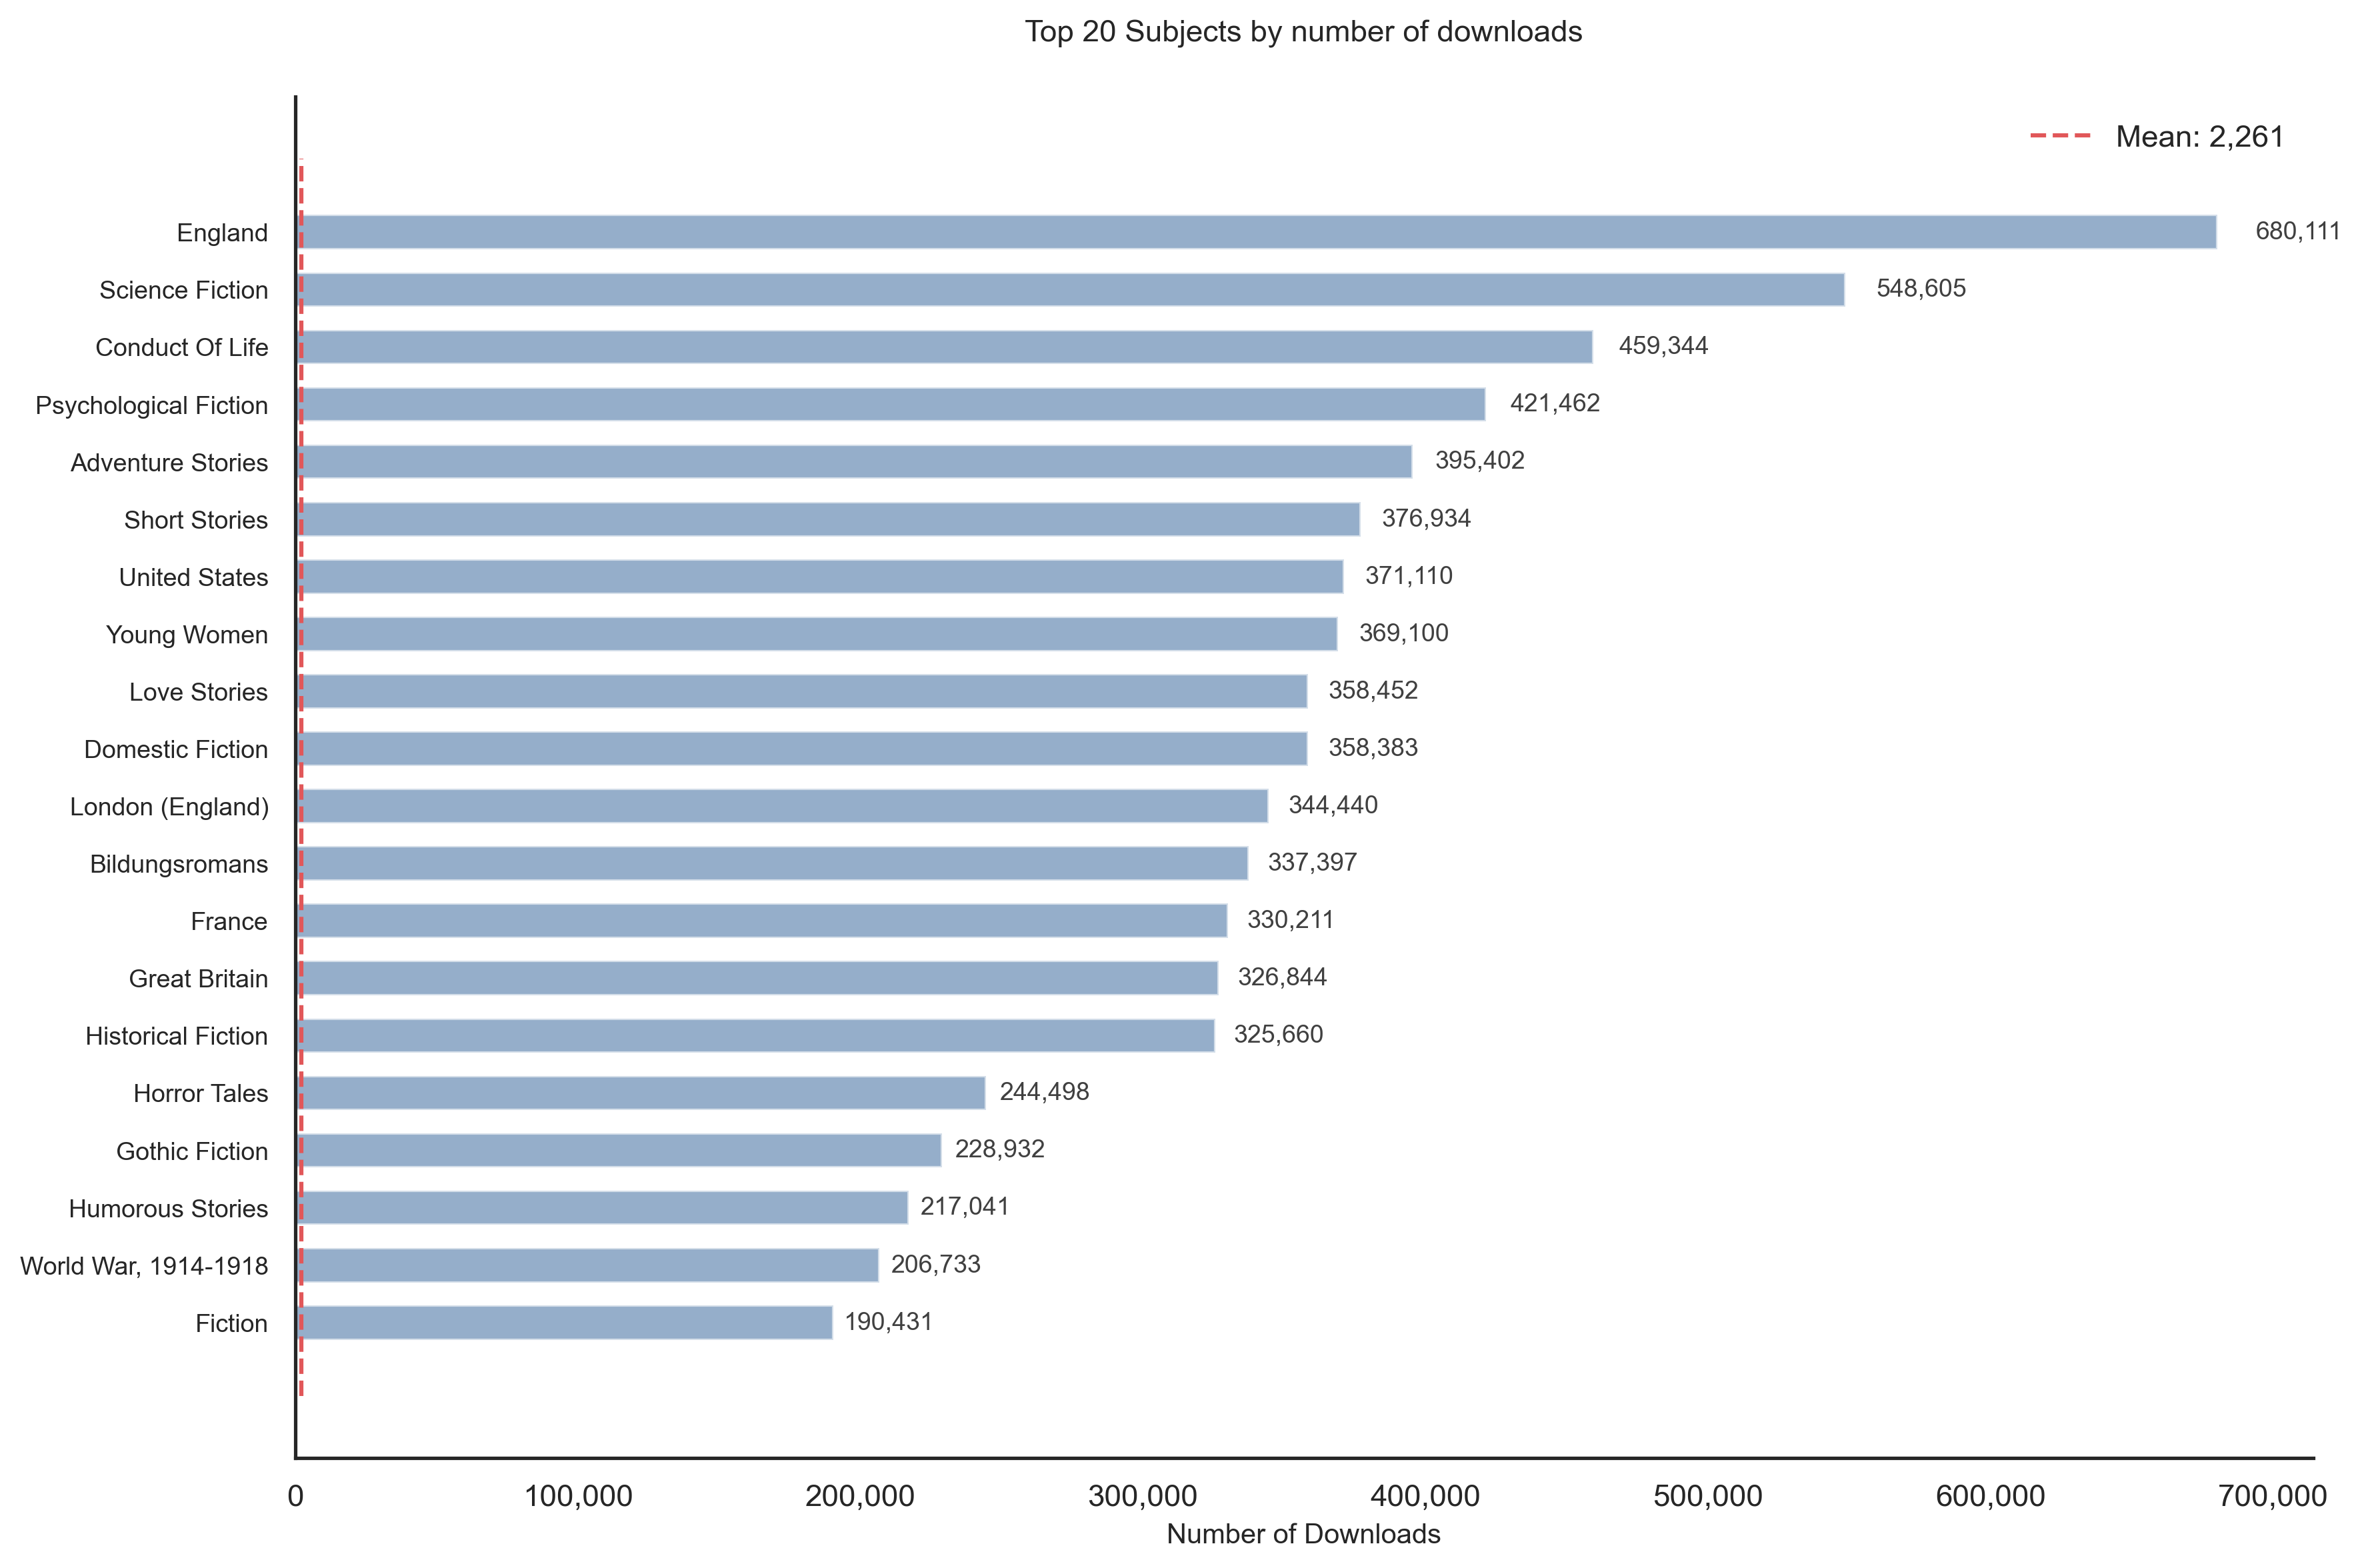 Top 20 Subjects by number of downloads
Mean: 2,261
England 680,111
Science Fiction 548,605
Conduct Of Life 459,344
Psychological Fiction 421,462
Adventure Stories 395,402
Short Stories 376,934
United States 371,110
Young Women 369,100
Love Stories 358,452
Domestic Fiction 358,383
London (England) 344,440
Bildungsromans 337,397
France 330,211
Great Britain 326,844
Historical Fiction 325,660
Horror Tales 244,498
Gothic Fiction 228,932
Humorous Stories 217,041
World War, 1914-1918 206,733
Fiction 190,431
0 100,000 200,000 300,000 400,000 500,000 600,000 700,000
Number of Downloads